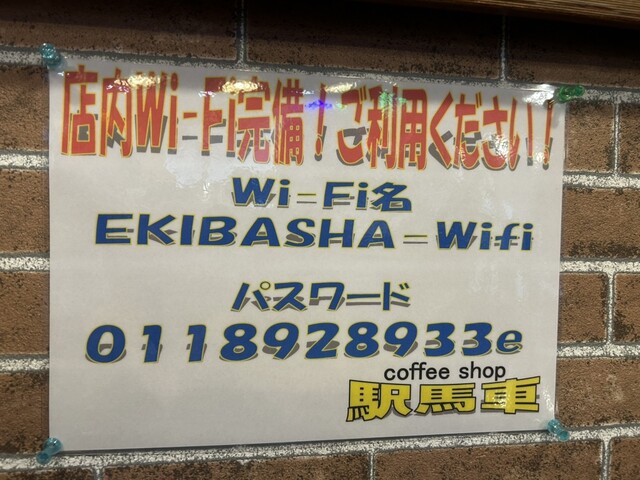 店内Wi-Fi完備!ご利用ください!
Wi-Fi名
EKIBASHA-Wifi
パスワード
0118928933e
coffee shop
駅馬車